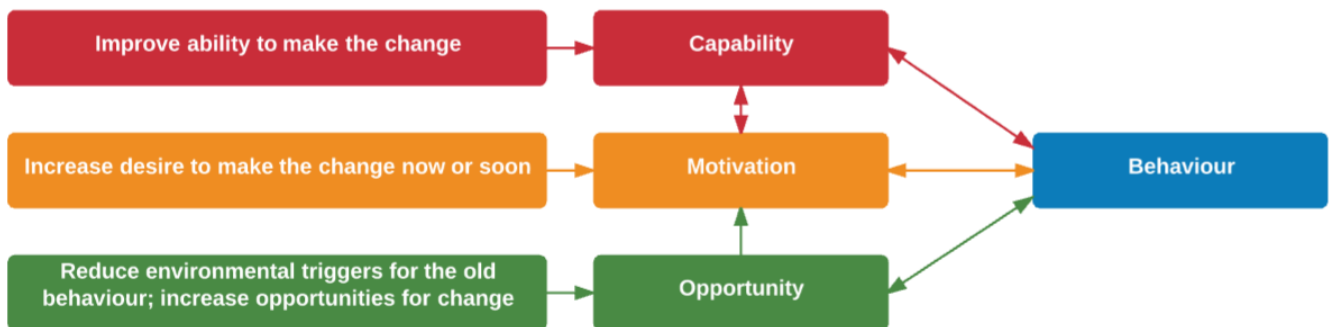 Improve ability to make the change
Capability
Increase desire to make the change now or soon
Motivation
Behaviour
Reduce environmental triggers for the old
behaviour; increase opportunities for change
Opportunity